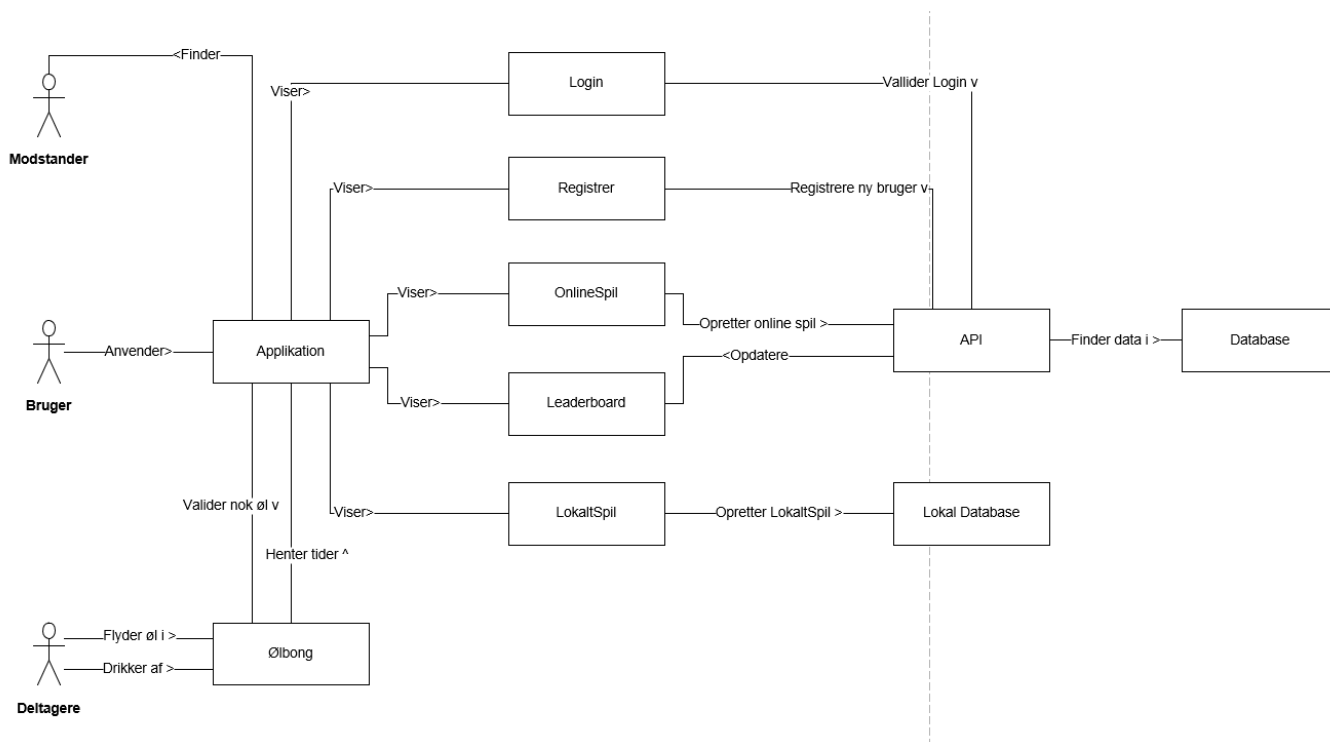 <Finder
Modstander
Viser>
Login
Vallider Login v
Viser>
Registrer
Registrere ny bruger v
Viser>
OnlineSpil
Opretter online spil >
Bruger
Anvender>
Applikation
API
Finder data i >
Database
<Opdatere
Viser>
Leaderboard
Valider nok øl v
Viser>
LokaltSpil
Opretter LokaltSpil >
Lokal Database
Henter tider ^
Flyder øl i >
Drikker af >
Ølbong
Deltagere